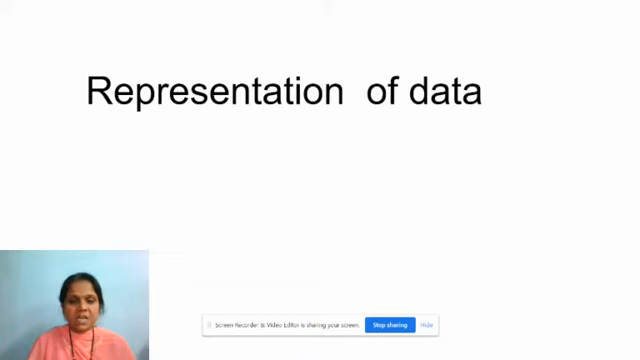 Representation of data
Screen Recorder & Video Editor is sharing your screen. Stop sharing Hide